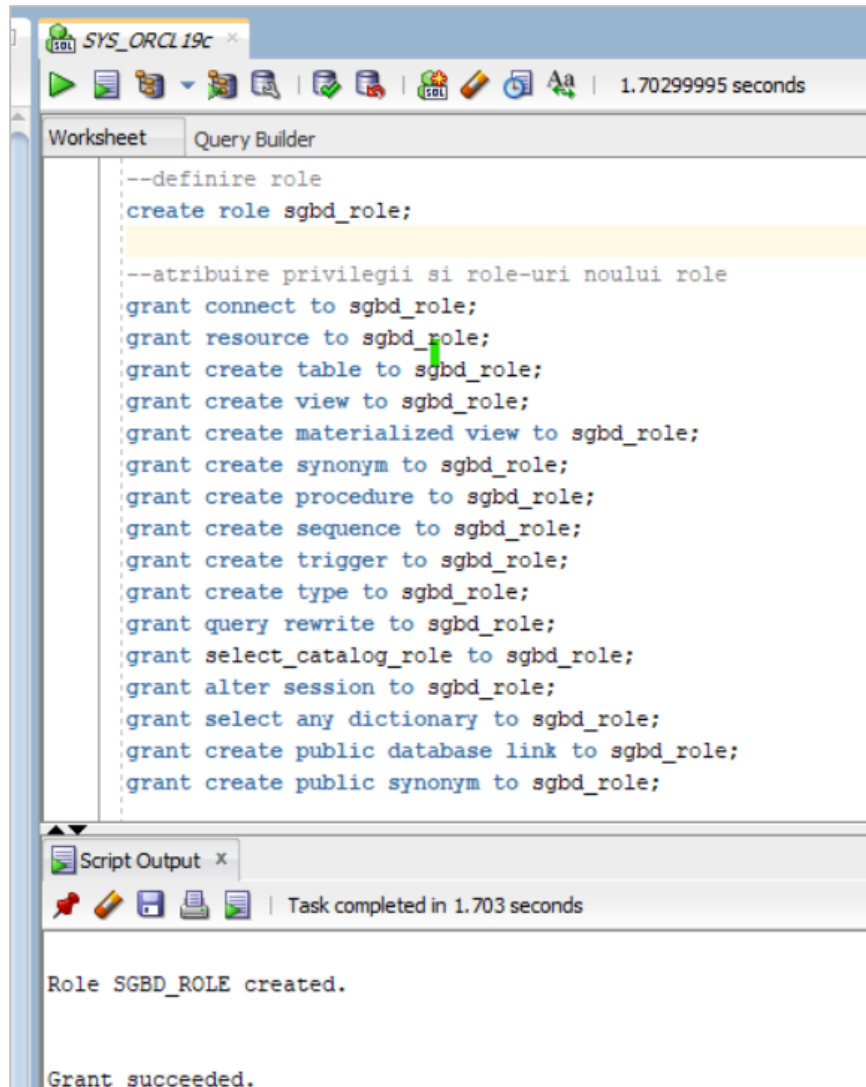 SYS_ORCL19c
1.70299995 seconds
Worksheet Query Builder
--definire role
create role sgbd_role;
--atribuire privilegii si role-uri noului role
grant connect to sgbd_role;
grant resource to sgbd_role;
grant create table to sgbd_role;
grant create view to sgbd_role;
grant create materialized view to sgbd_role;
grant create synonym to sgbd_role;
grant create procedure to sgbd_role;
grant create sequence to sgbd_role;
grant create trigger to sgbd_role;
grant create type to sgbd_role;
grant query rewrite to sgbd_role;
grant select_catalog_role to sgbd_role;
grant alter session to sgbd_role;
grant select any dictionary to sgbd_role;
grant create public database link to sgbd_role;
grant create public synonym to sgbd_role;
Script Output x
Task completed in 1.703 seconds
Role SGBD_ROLE created.
Grant succeeded.